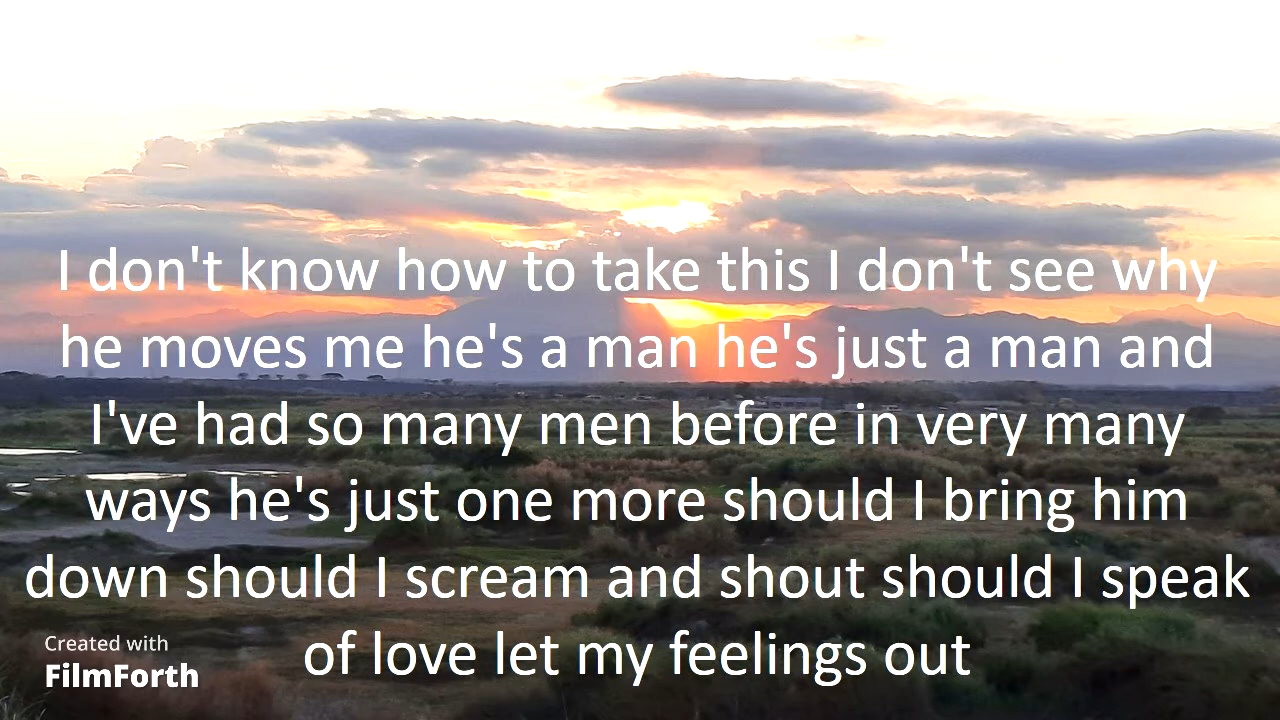 I don't know how to take this I don't see why
he moves me he's a man he's just a man and
I've had so many men before in very many
ways he's just one more should I bring him
down should I scream and shout should I speak
of love let my feelings out
Created with
FilmForth